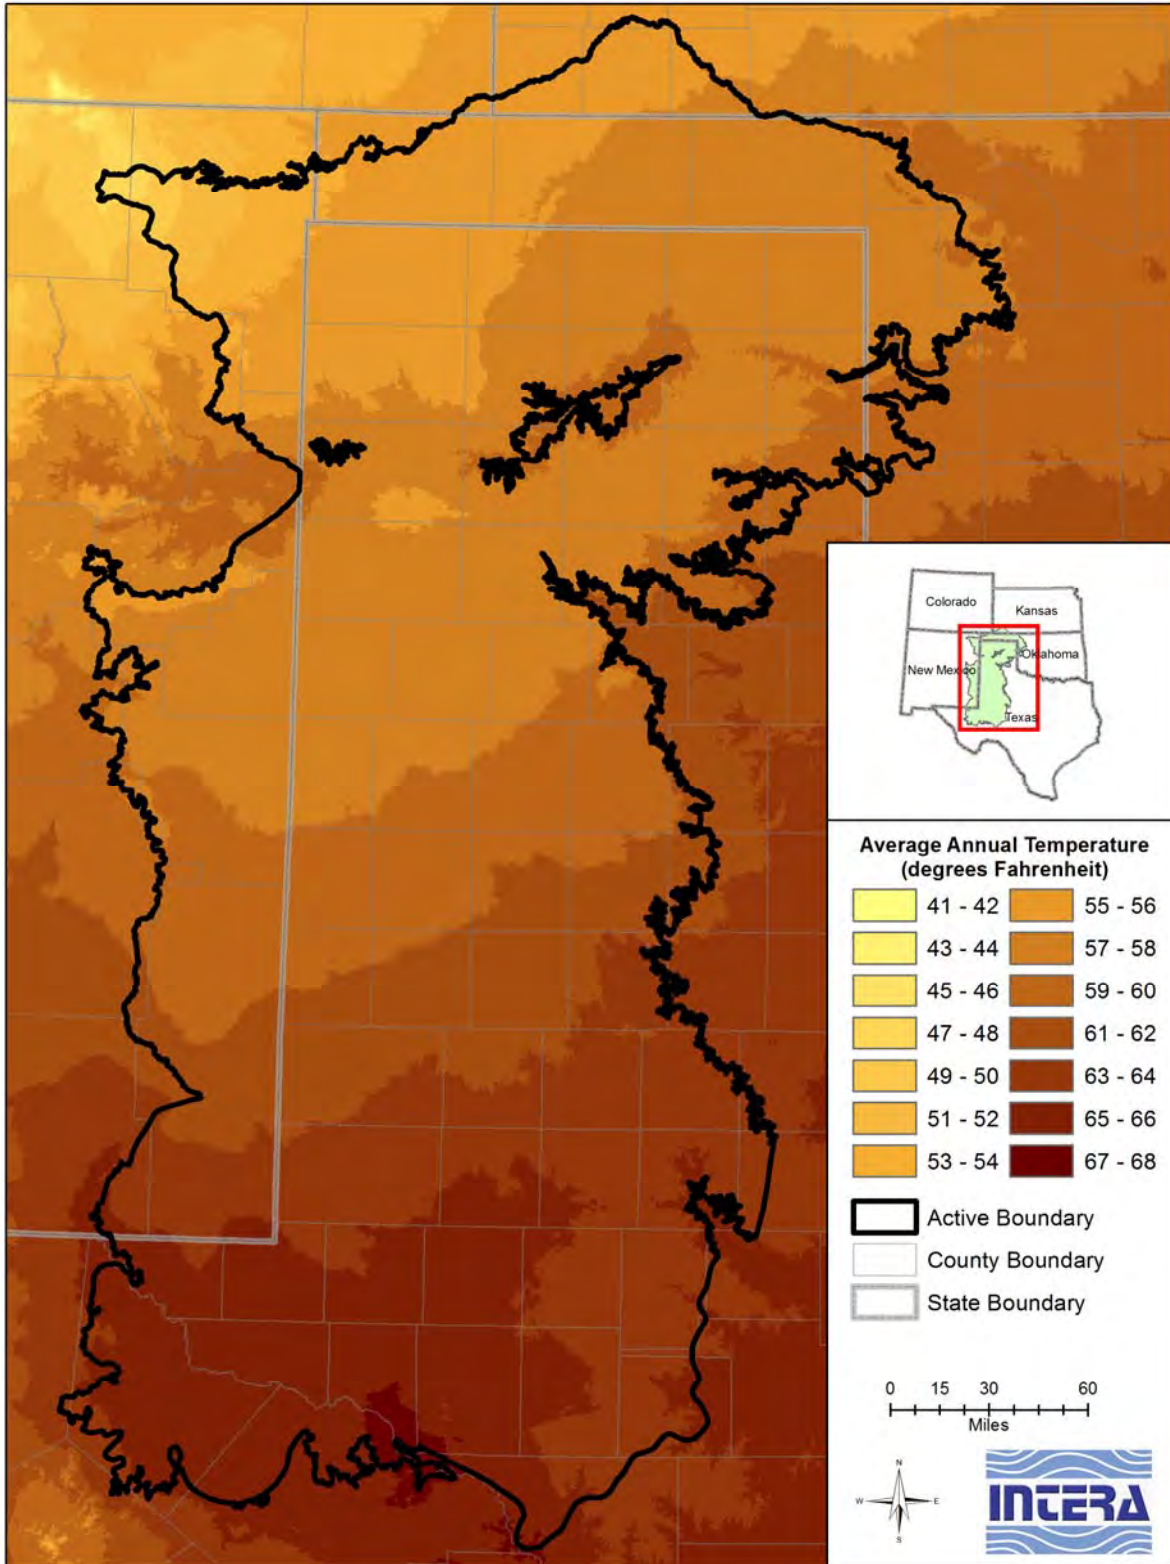 Colorado
Kansas
New Mexico
Oklahoma
Texas
Average Annual Temperature
(degrees Fahrenheit)
41 - 42
55 - 56
43 - 44
57 - 58
45 - 46
59 - 60
47 - 48
61 - 62
49 - 50
63 - 64
51 - 52
65 - 66
53 - 54
67 - 68
Active Boundary
County Boundary
State Boundary
0 15 30 60
Miles
N
W E
S
INTERA